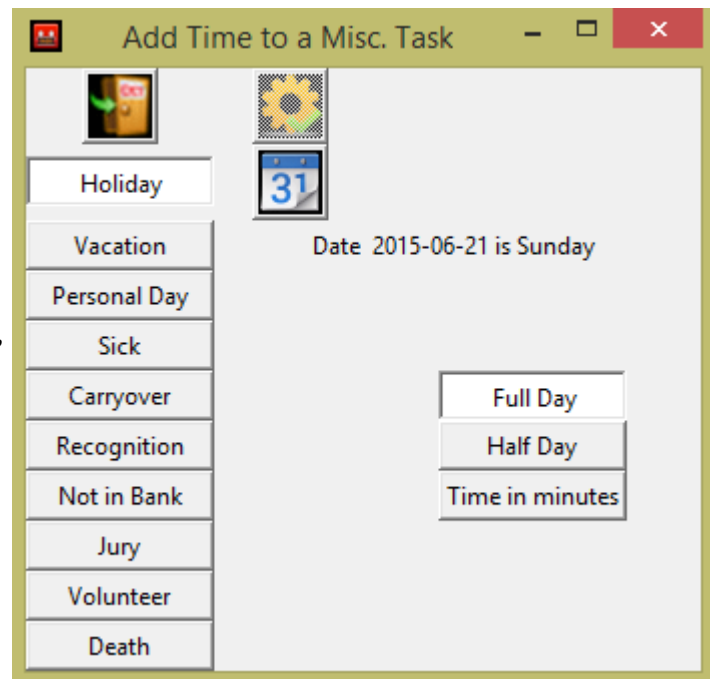 Add Time to a Misc. Task
EXIT
Holiday
31
Vacation
Date 2015-06-21 is Sunday
Personal Day
Sick
Carryover
Full Day
Recognition
Half Day
Not in Bank
Time in minutes
Jury
Volunteer
Death